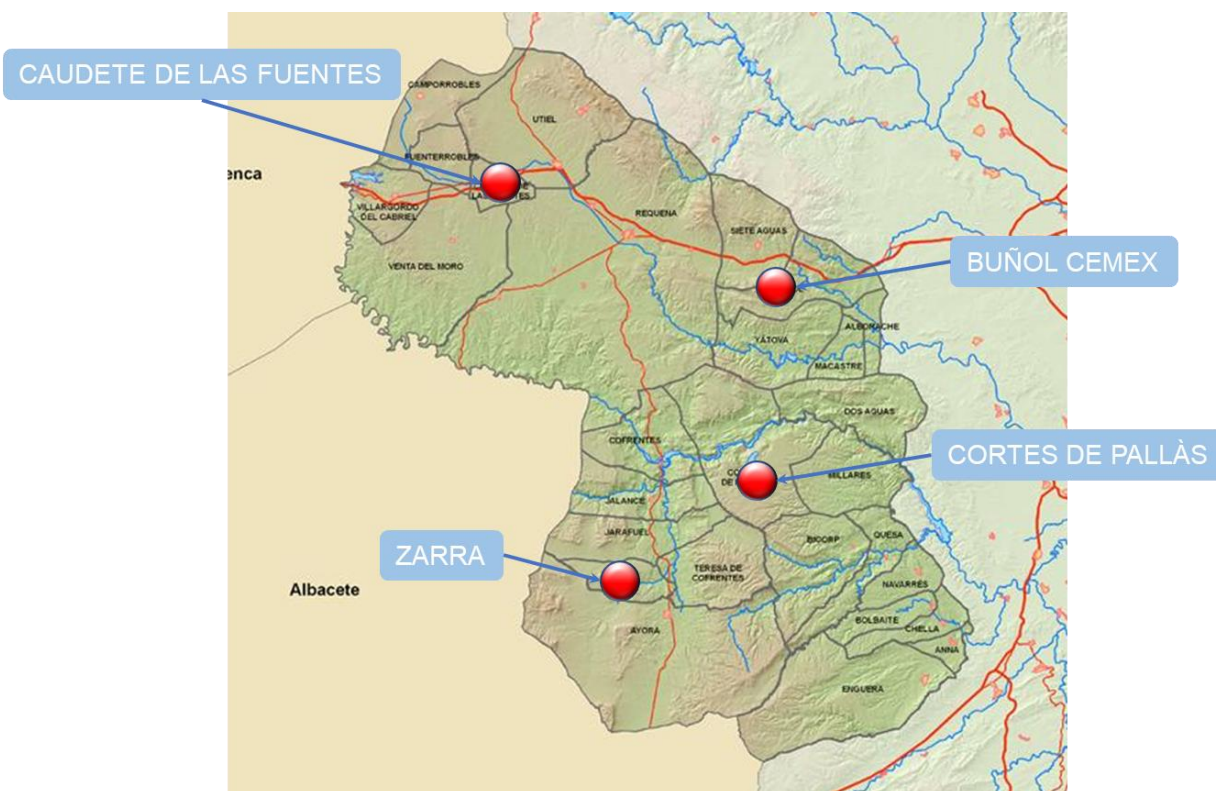 CAUDETE DE LAS FUENTES
CAMPORROBLES
UTIEL
FUENTERROBLES
enca
VILLARGORDO
DEL CABRIEL
REQUENA
SIETE AGUAS
VENTA DEL MORO
BUÑOL CEMEX
ALBORACHE
YÁTOVA
MACASTRE
DOS AGUAS
COFRENTES
CORTES DE PALLÀS
MILLARES
JALANCE
JARAFUEL
BICORP
QUESA
ZARRA
TERESA DE
COFRENTES
NAVARRÉS
Albacete
BOLBAITE
CHELLA
AYORA
ANNA
ENGUERA